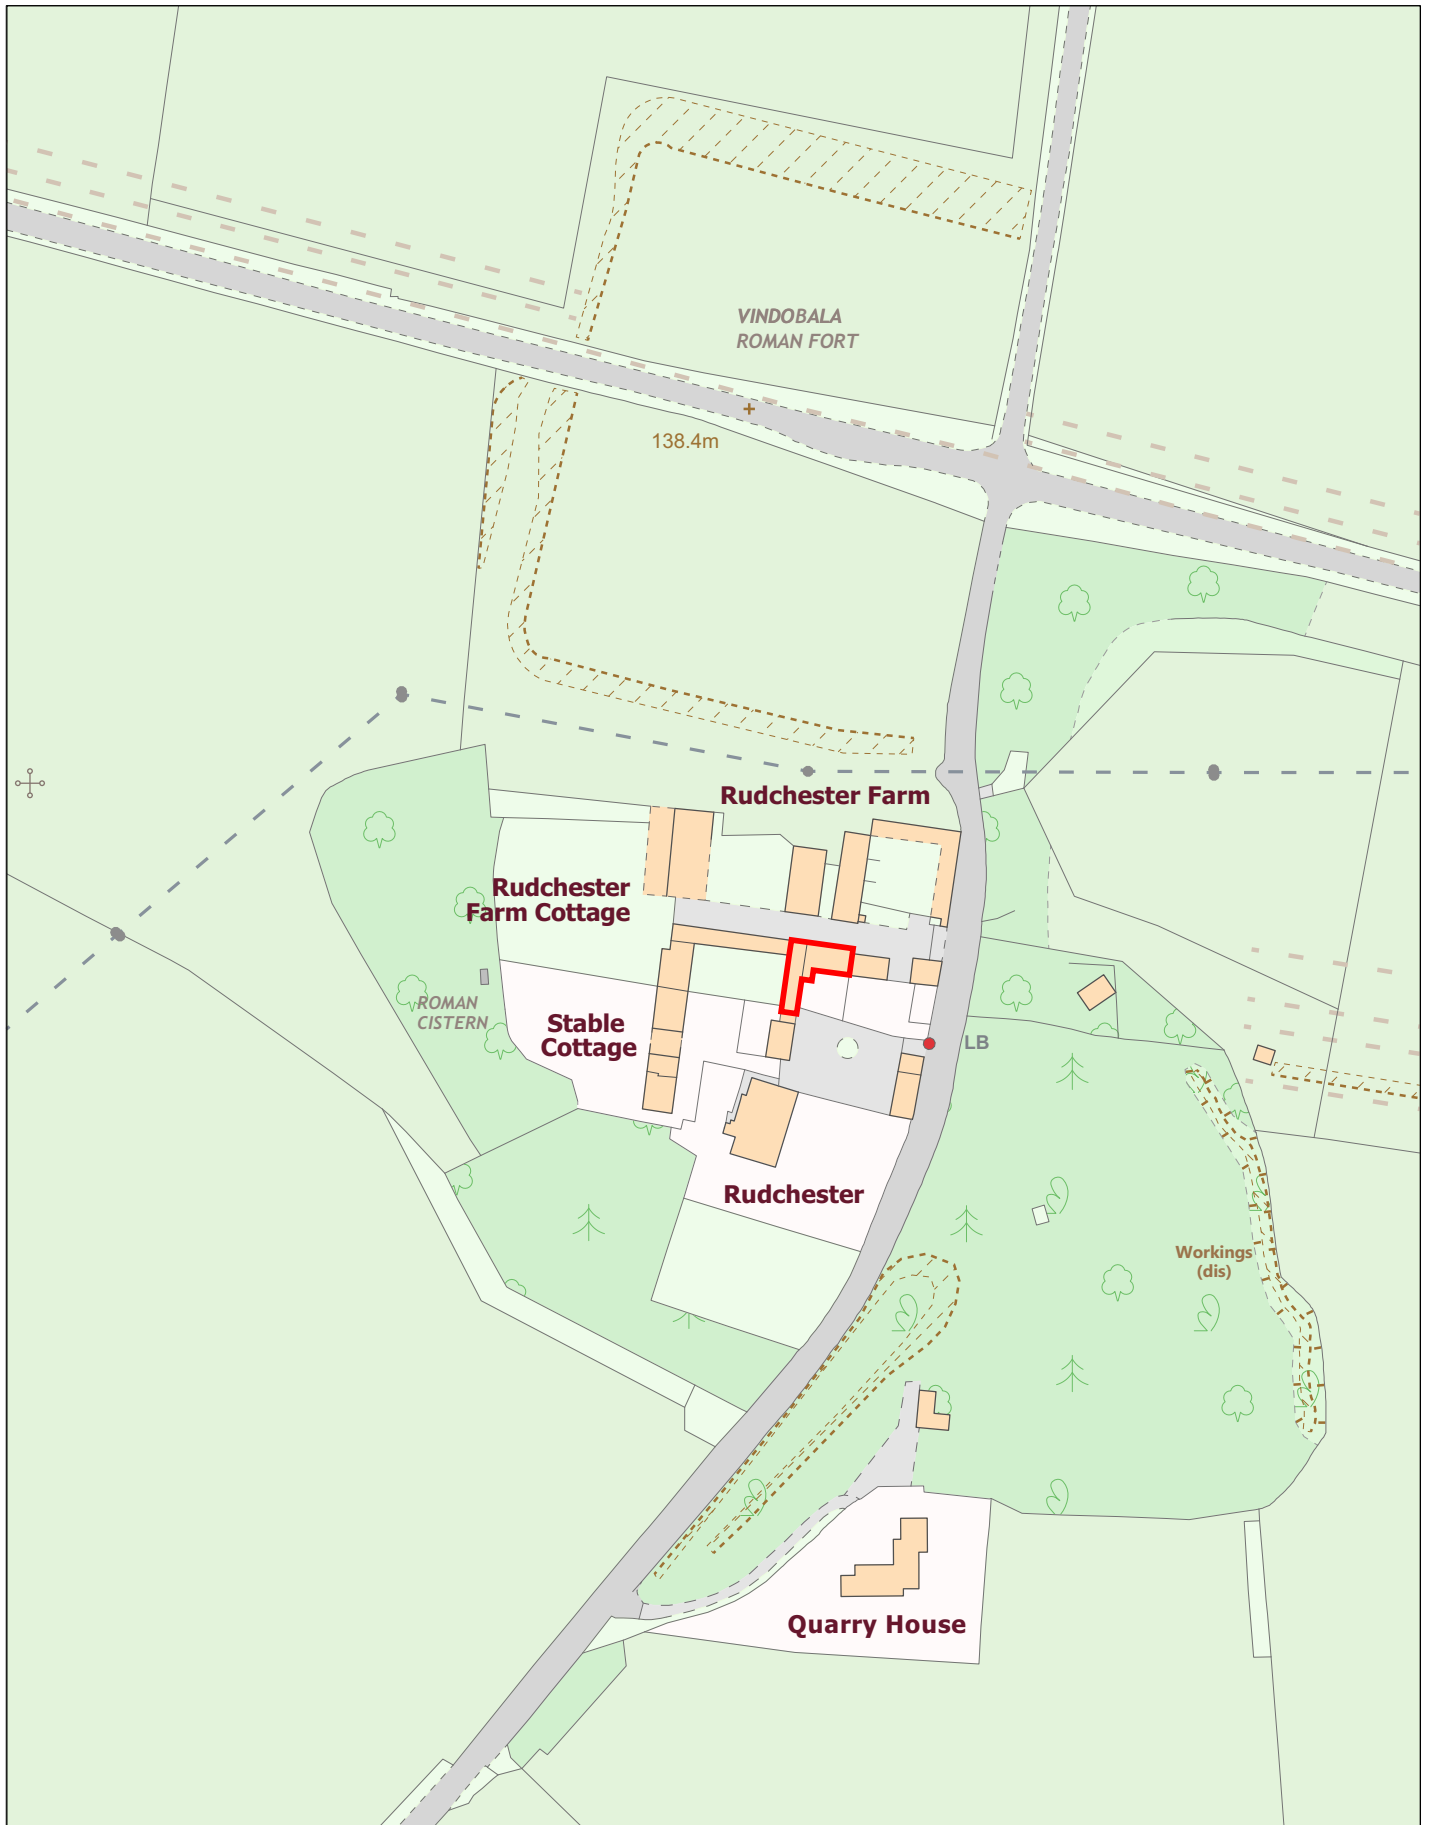 VINDOBALA
ROMAN FORT
138.4m
Rudchester Farm
Rudchester
Farm Cottage
ROMAN
CISTERN
Stable
Cottage
LB
Rudchester
Workings
(dis)
Quarry House